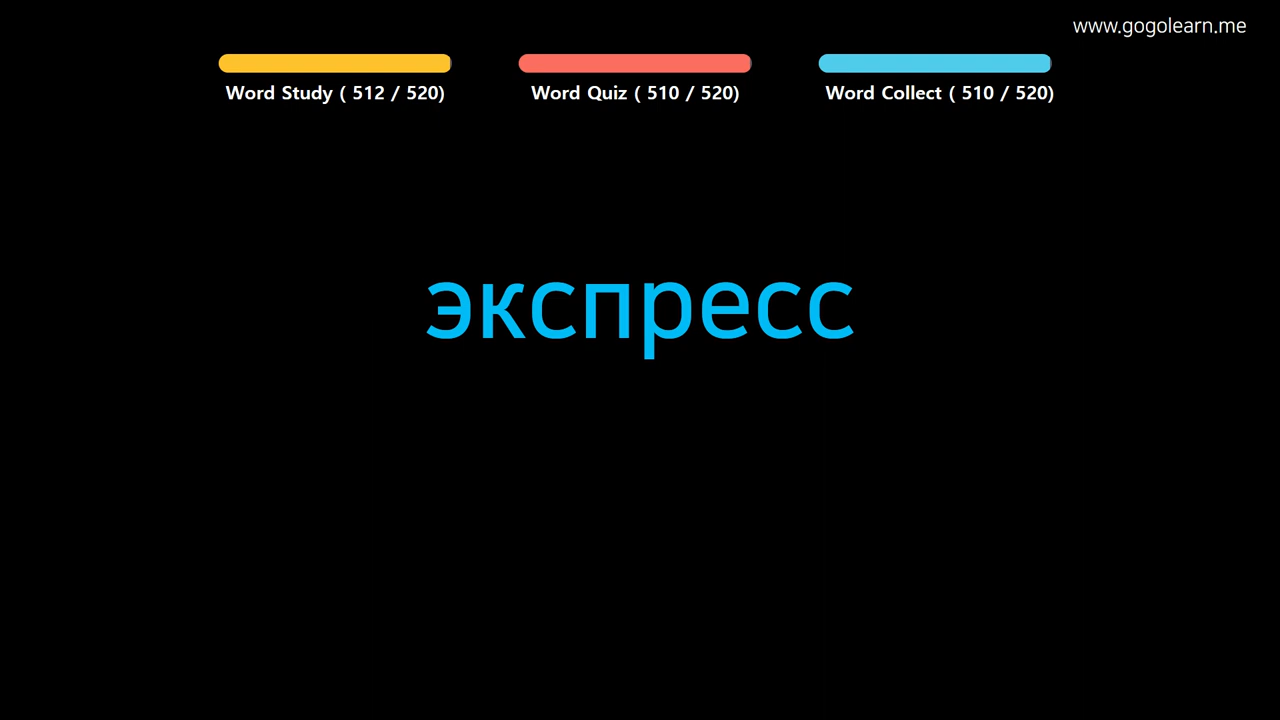 www.gogolearn.me
Word Study ( 512 / 520)
Word Quiz ( 510 / 520)
Word Collect ( 510 / 520)
экспресс